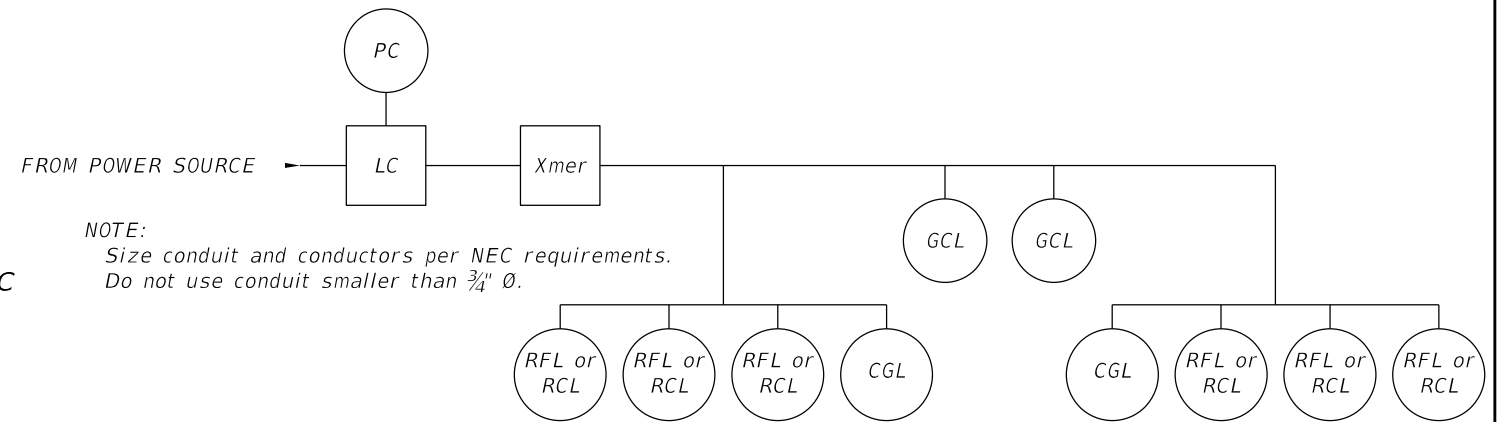 PC
FROM POWER SOURCE
LC
Xmer
NOTE:
Size conduit and conductors per NEC requirements.
Do not use conduit smaller than ¾" Ø.
C
GCL
GCL
RFL or
RCL
RFL or
RCL
RFL or
RCL
CGL
CGL
RFL or
RCL
RFL or
RCL
RFL or
RCL